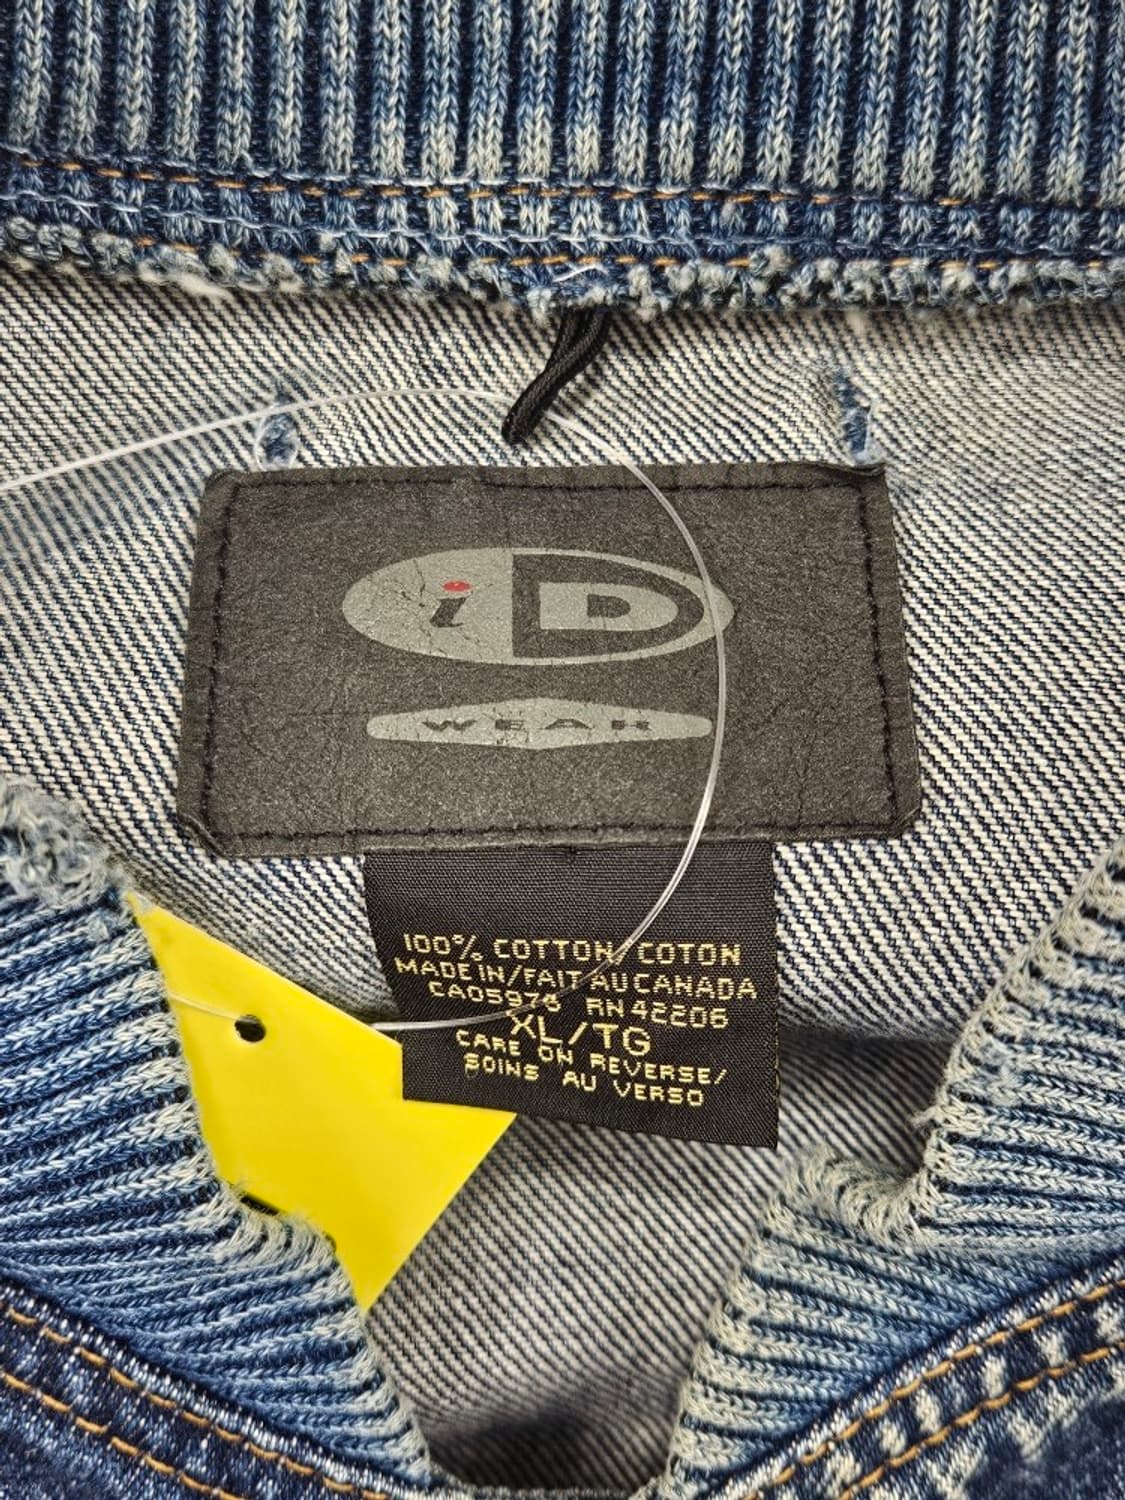 iD
WEAR
100% COTTON/COTON
MADE IN/FAIT AU CANADA
CA05976 RN 42206
XL/TG
CARE ON REVERSE/
SOINS AU VERSO